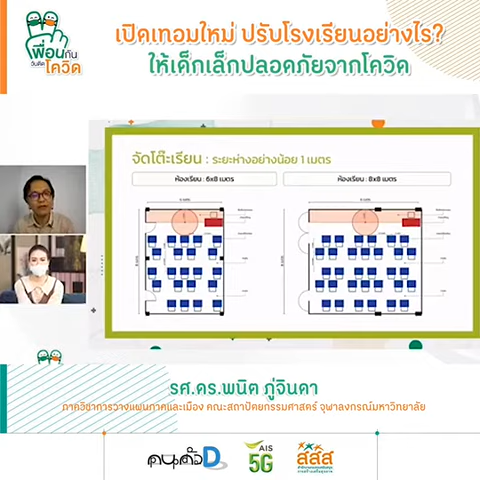 เพื่อนกัน
วันติด
โควิด
เปิดเทอมใหม่ ปรับโรงเรียนอย่างไร?
ให้เด็กเล็กปลอดภัยจากโควิด
จัดโต๊ะเรียน : ระยะห่างอย่างน้อย 1 เมตร
ห้องเรียน : 6x8 เมตร
ห้องเรียน : 8x8 เมตร
รศ.ดร.พนิต ภู่จินดา
ภาควิชาการวางแผนภาคและเมือง คณะสถาปัตยกรรมศาสตร์ จุฬาลงกรณ์มหาวิทยาลัย
คนตัวD
AIS
5G
สสส